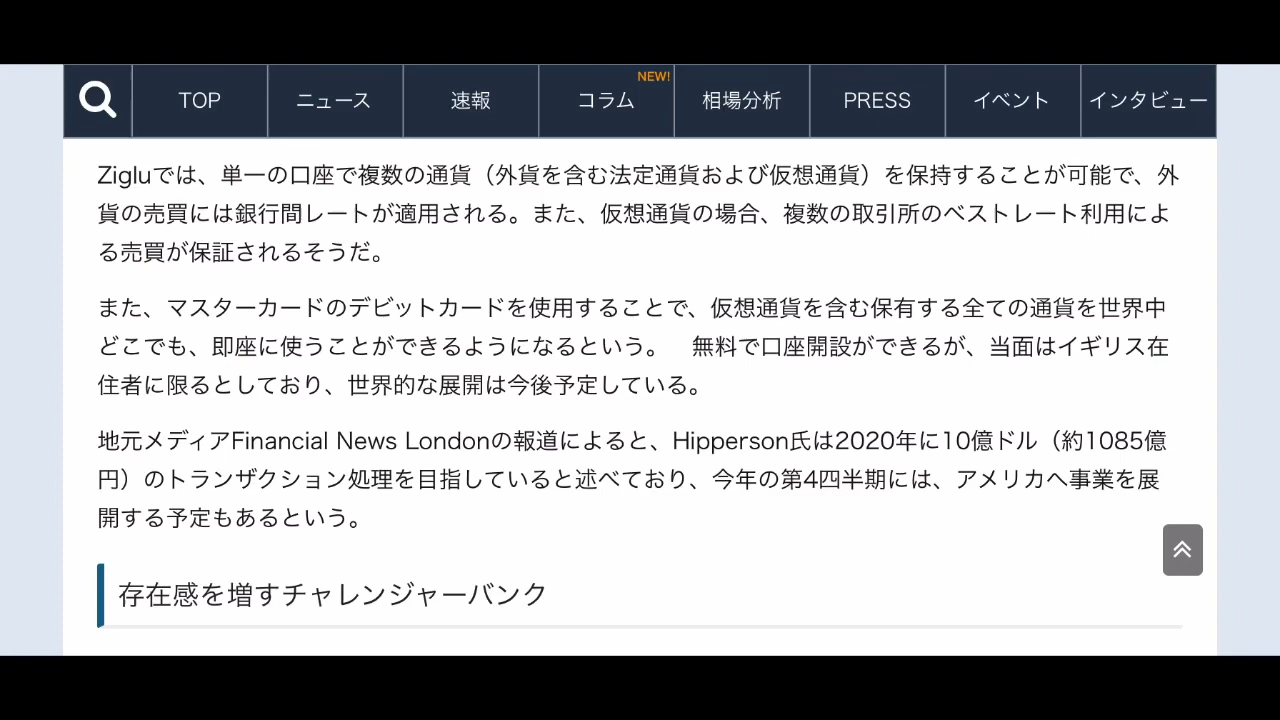 NEW!
TOP
ニュース
速報
コラム
相場分析
PRESS
イベント
インタビュー
Zigluでは、単一の口座で複数の通貨（外貨を含む法定通貨および仮想通貨）を保持することが可能で、外
貨の売買には銀行間レートが適用される。また、仮想通貨の場合、複数の取引所のベストレート利用によ
る売買が保証されるそうだ。
また、マスターカードのデビットカードを使用することで、仮想通貨を含む保有する全ての通貨を世界中
どこでも、即座に使うことができるようになるという。　無料で口座開設ができるが、当面はイギリス在
住者に限るとしており、世界的な展開は今後予定している。
地元メディアFinancial News Londonの報道によると、Hipperson氏は2020年に10億ドル（約1085億
円）のトランザクション処理を目指していると述べており、今年の第4四半期には、アメリカへ事業を展
開する予定もあるという。
存在感を増すチャレンジャーバンク